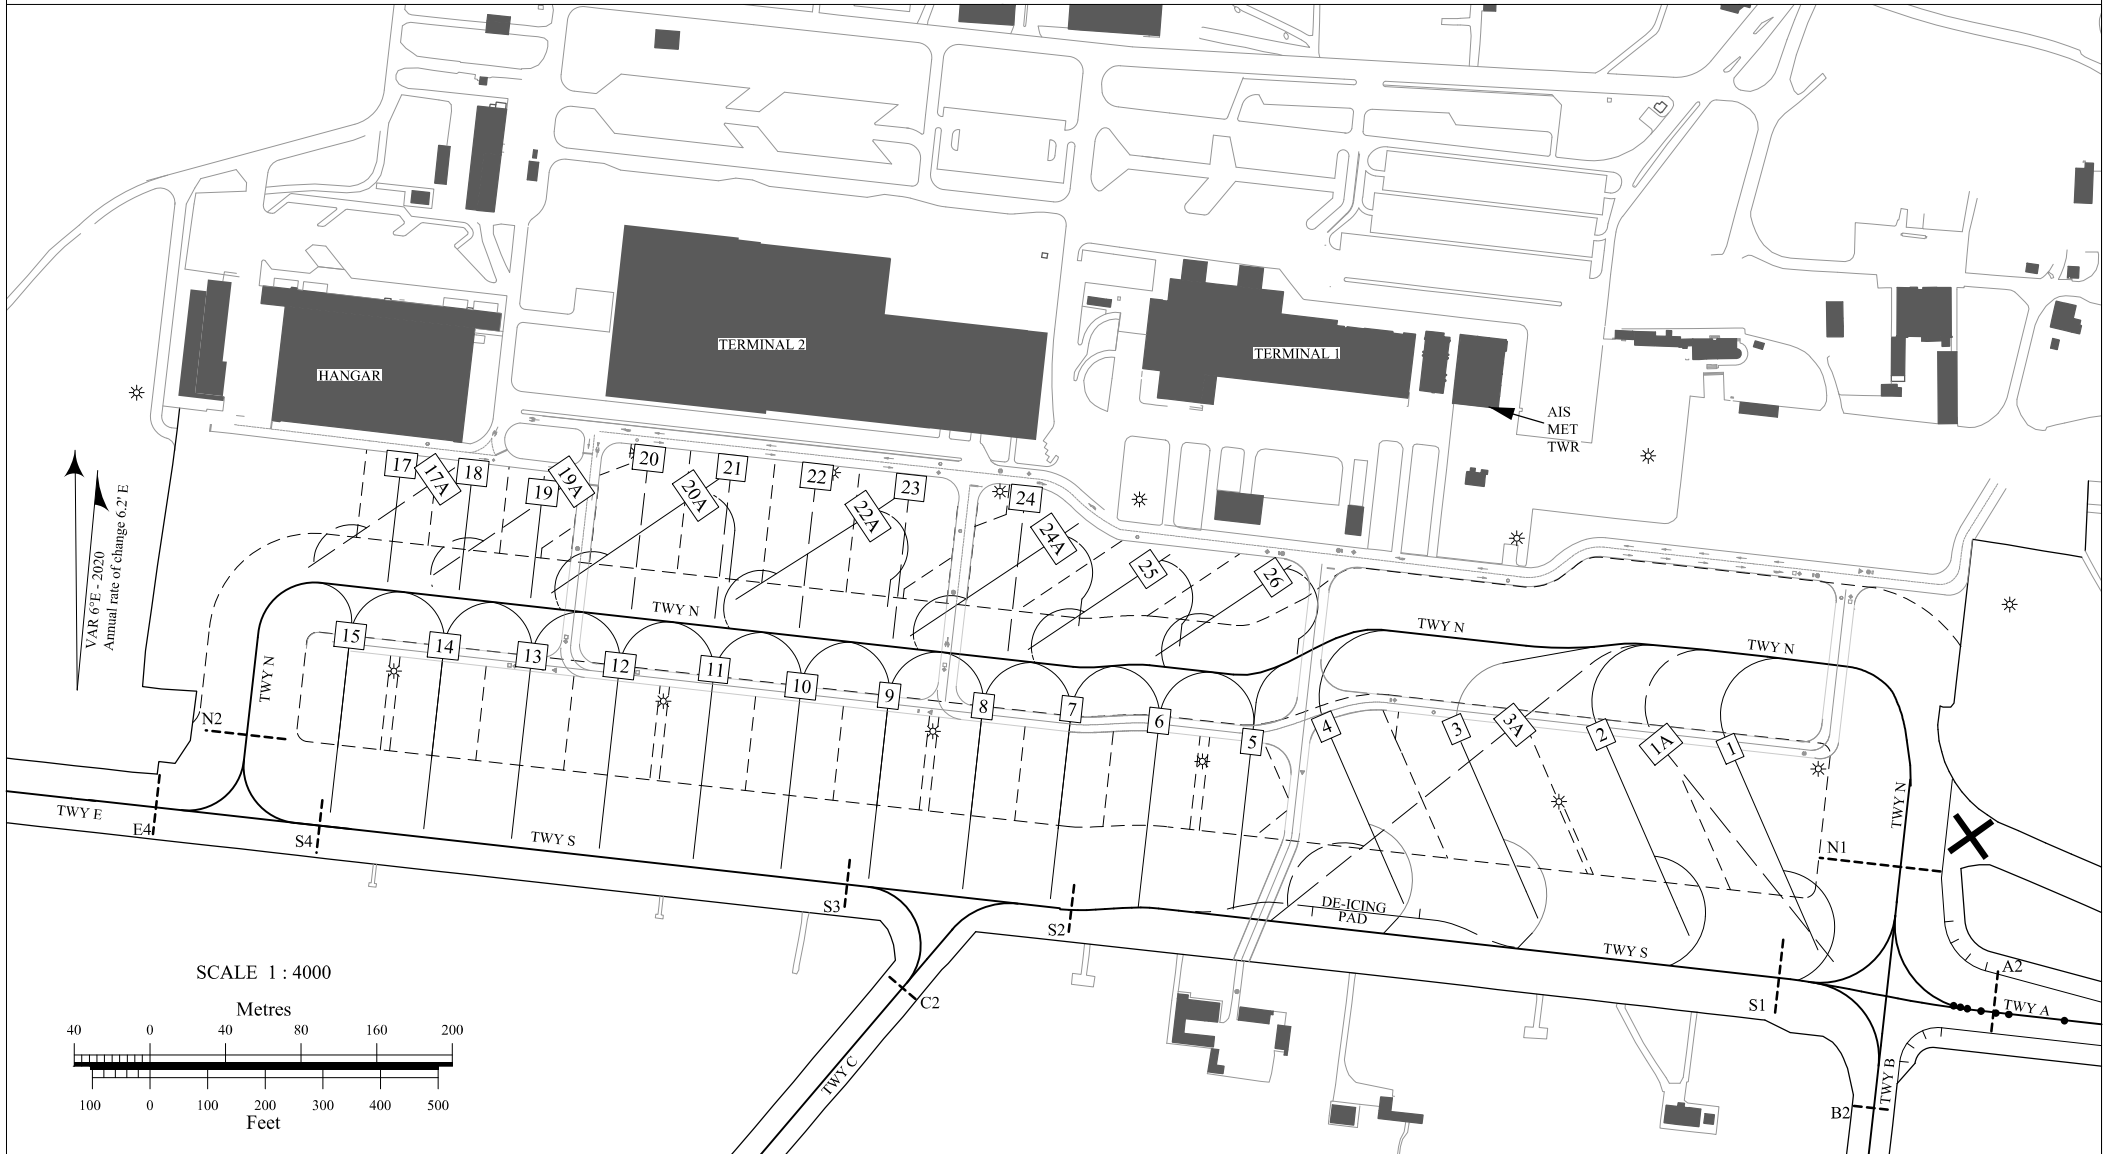 TERMINAL 2
TERMINAL 1
HANGAR
AIS
MET
TWR
17
17A
18
19
19A
20
20A
21
22
22A
23
24
24A
25
26
VAR 6°E - 2020
Annual rate of change 6.2' E
TWY N
TWY N
TWY N
TWY N
TWY N
15
14
13
12
11
10
9
8
7
6
5
4
3
3A
2
1A
1
N2
N1
TWY E
E4
S4
TWY S
S3
S2
DE-ICING
PAD
TWY S
S1
A2
TWY A
C2
TWY C
TWY B
B2
SCALE 1 : 4000
Metres
40 0 40 80 160 200
100 0 100 200 300 400 500
Feet